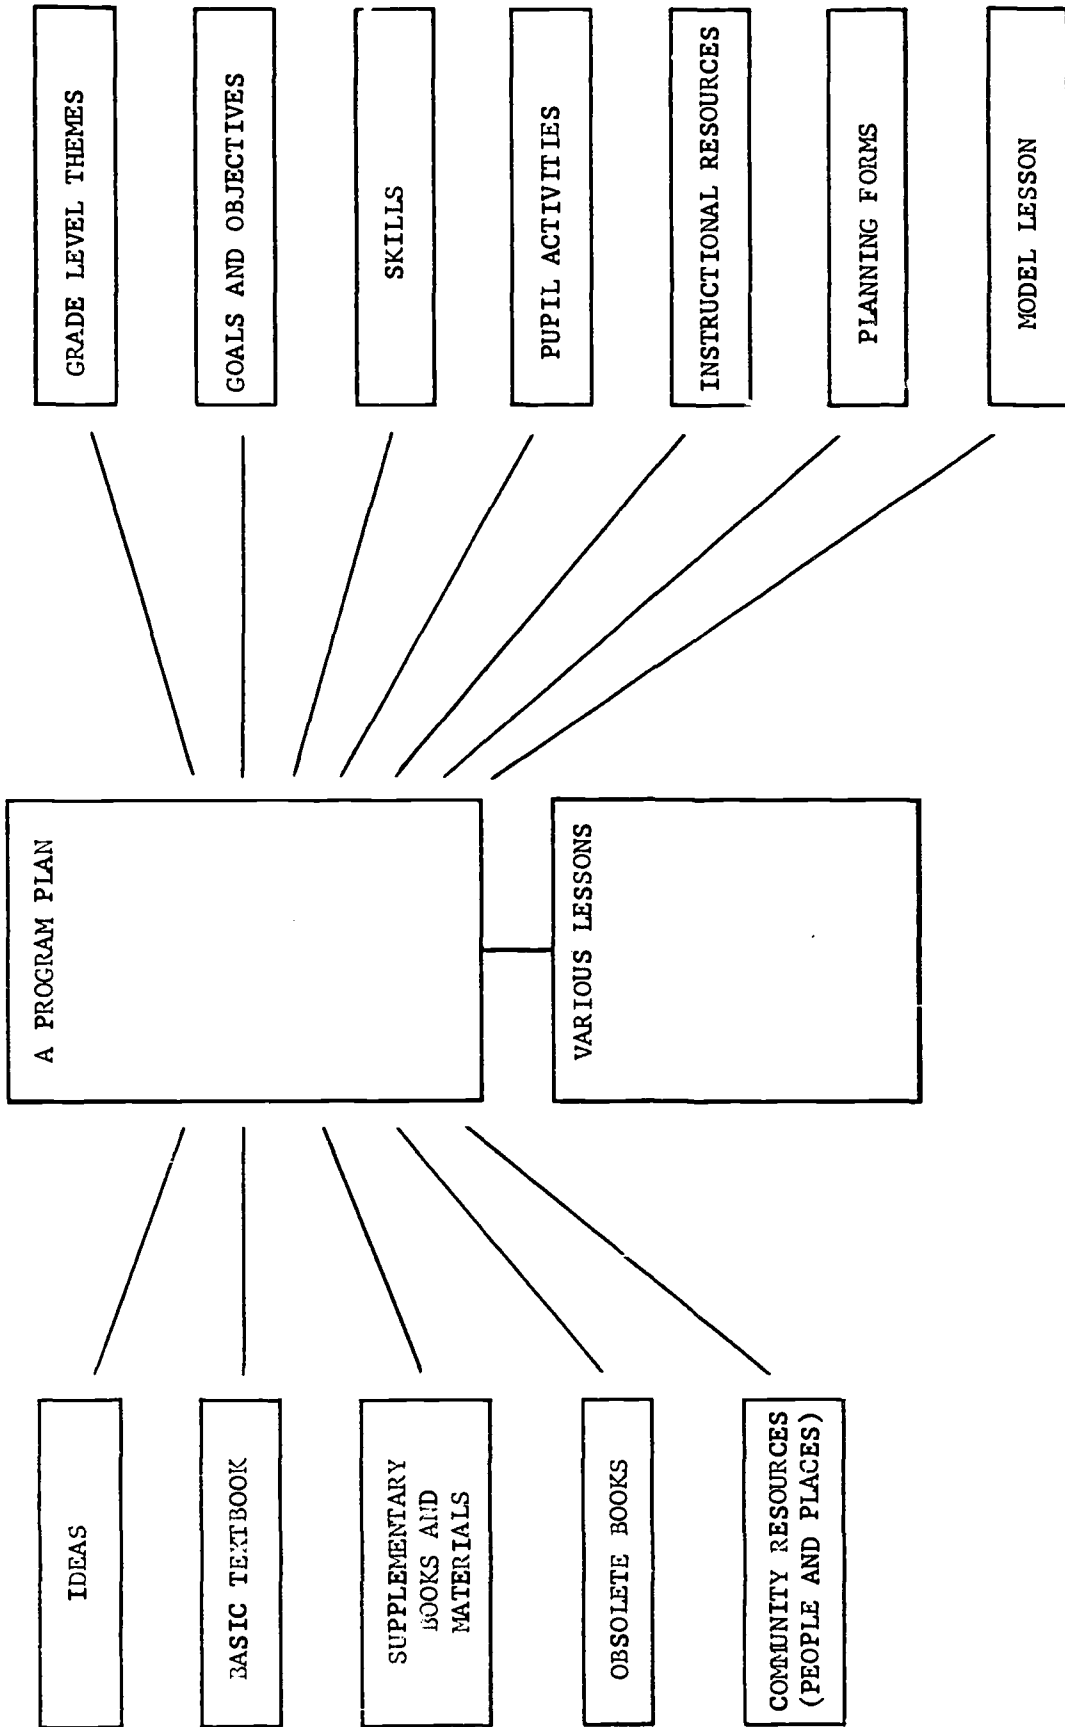 IDEAS
BASIC TEXTBOOK
SUPPLEMENTARY
BOOKS AND
MATERIALS
OBSOLETE BOOKS
COMMUNITY RESOURCES
(PEOPLE AND PLACES)
A PROGRAM PLAN
VARIOUS LESSONS
GRADE LEVEL THEMES
GOALS AND OBJECTIVES
SKILLS
PUPIL ACTIVITIES
INSTRUCTIONAL RESOURCES
PLANNING FORMS
MODEL LESSON